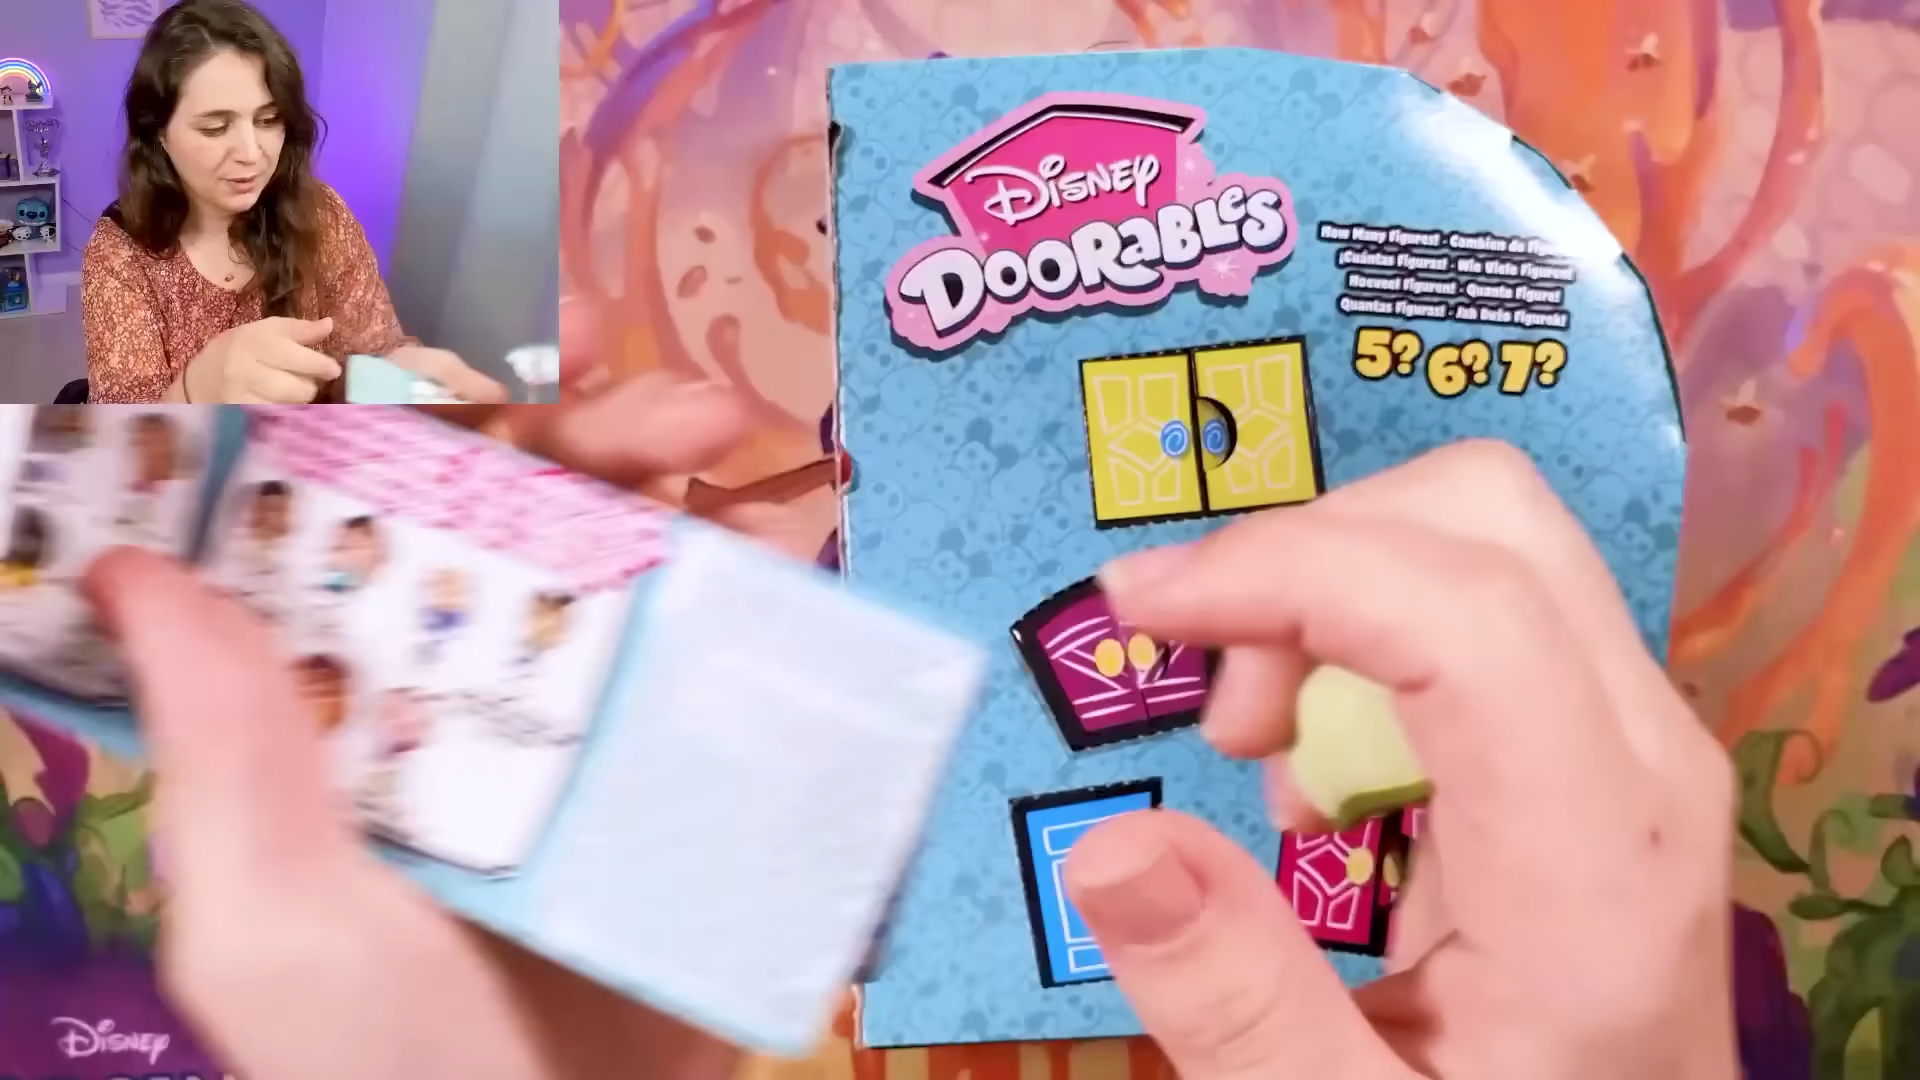 DISNEY
DOORABLES
How Many Figures? - Combien de
¿Cuántas Figuras? - Wie Viele Figuren?
Hoeveel Figuren? - Quante Figure?
Quantas Figuras? - Jak Dużo Figurek?
5? 6? 7?
DISNEY